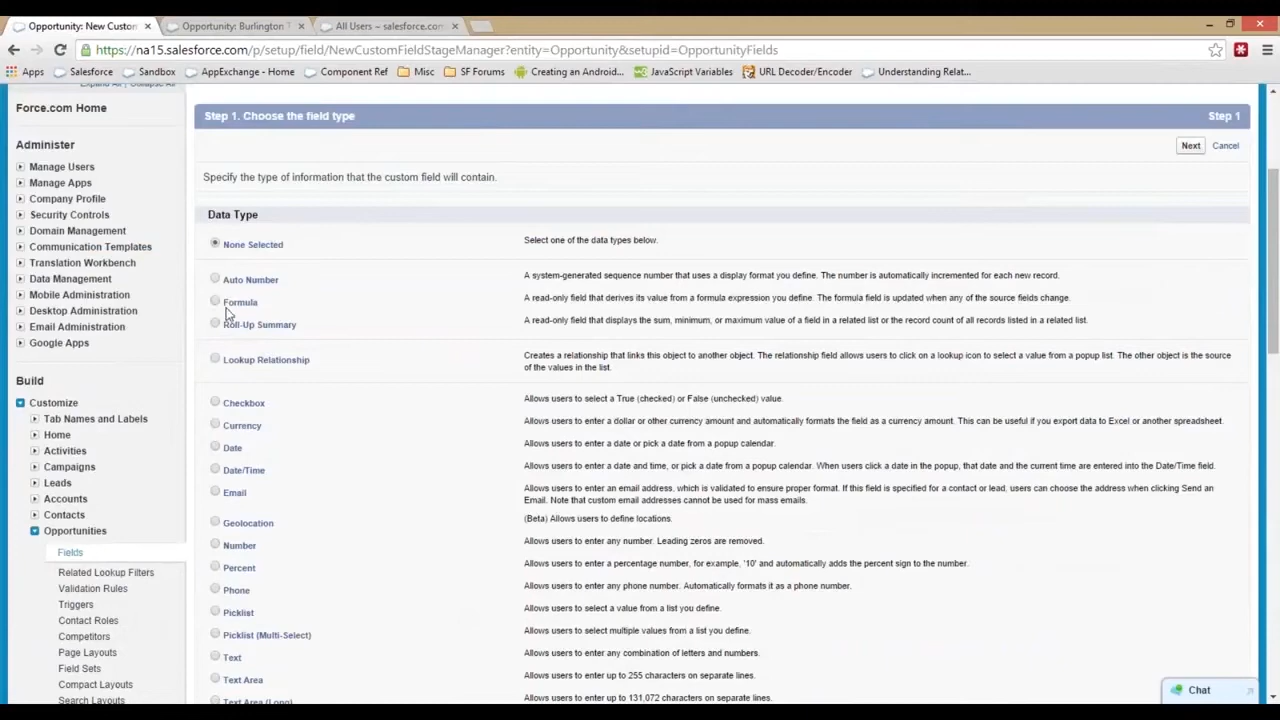 Opportunity: New Custom
Opportunity: Burlington T
All Users ~ salesforce.com
https://na15.salesforce.com/p/setup/field/NewCustomFieldStageManager?entity=Opportunity&setupid=OpportunityFields
Apps Salesforce Sandbox AppExchange - Home Component Ref Misc SF Forums Creating an Android... JavaScript Variables URL Decoder/Encoder Understanding Relat...
Expand All | Collapse All
Force.com Home
Administer
Manage Users
Manage Apps
Company Profile
Security Controls
Domain Management
Communication Templates
Translation Workbench
Data Management
Mobile Administration
Desktop Administration
Email Administration
Google Apps
Build
Customize
Tab Names and Labels
Home
Activities
Campaigns
Leads
Accounts
Contacts
Opportunities
Fields
Related Lookup Filters
Validation Rules
Triggers
Contact Roles
Competitors
Page Layouts
Field Sets
Compact Layouts
Search Layouts
Step 1. Choose the field type Step 1
Next Cancel
Specify the type of information that the custom field will contain.
Data Type
None Selected Select one of the data types below.
Auto Number A system-generated sequence number that uses a display format you define. The number is automatically incremented for each new record.
Formula A read-only field that derives its value from a formula expression you define. The formula field is updated when any of the source fields change.
Roll-Up Summary A read-only field that displays the sum, minimum, or maximum value of a field in a related list or the record count of all records listed in a related list.
Lookup Relationship Creates a relationship that links this object to another object. The relationship field allows users to click on a lookup icon to select a value from a popup list. The other object is the source
of the values in the list.
Checkbox Allows users to select a True (checked) or False (unchecked) value.
Currency Allows users to enter a dollar or other currency amount and automatically formats the field as a currency amount. This can be useful if you export data to Excel or another spreadsheet.
Date Allows users to enter a date or pick a date from a popup calendar.
Date/Time Allows users to enter a date and time, or pick a date from a popup calendar. When users click a date in the popup, that date and the current time are entered into the Date/Time field.
Email Allows users to enter an email address, which is validated to ensure proper format. If this field is specified for a contact or lead, users can choose the address when clicking Send an
Email. Note that custom email addresses cannot be used for mass emails.
Geolocation (Beta) Allows users to define locations.
Number Allows users to enter any number. Leading zeros are removed.
Percent Allows users to enter a percentage number, for example, '10' and automatically adds the percent sign to the number.
Phone Allows users to enter any phone number. Automatically formats it as a phone number.
Picklist Allows users to select a value from a list you define.
Picklist (Multi-Select) Allows users to select multiple values from a list you define.
Text Allows users to enter any combination of letters and numbers.
Text Area Allows users to enter up to 255 characters on separate lines.
Text Area (Long) Allows users to enter up to 131,072 characters on separate lines.
Chat